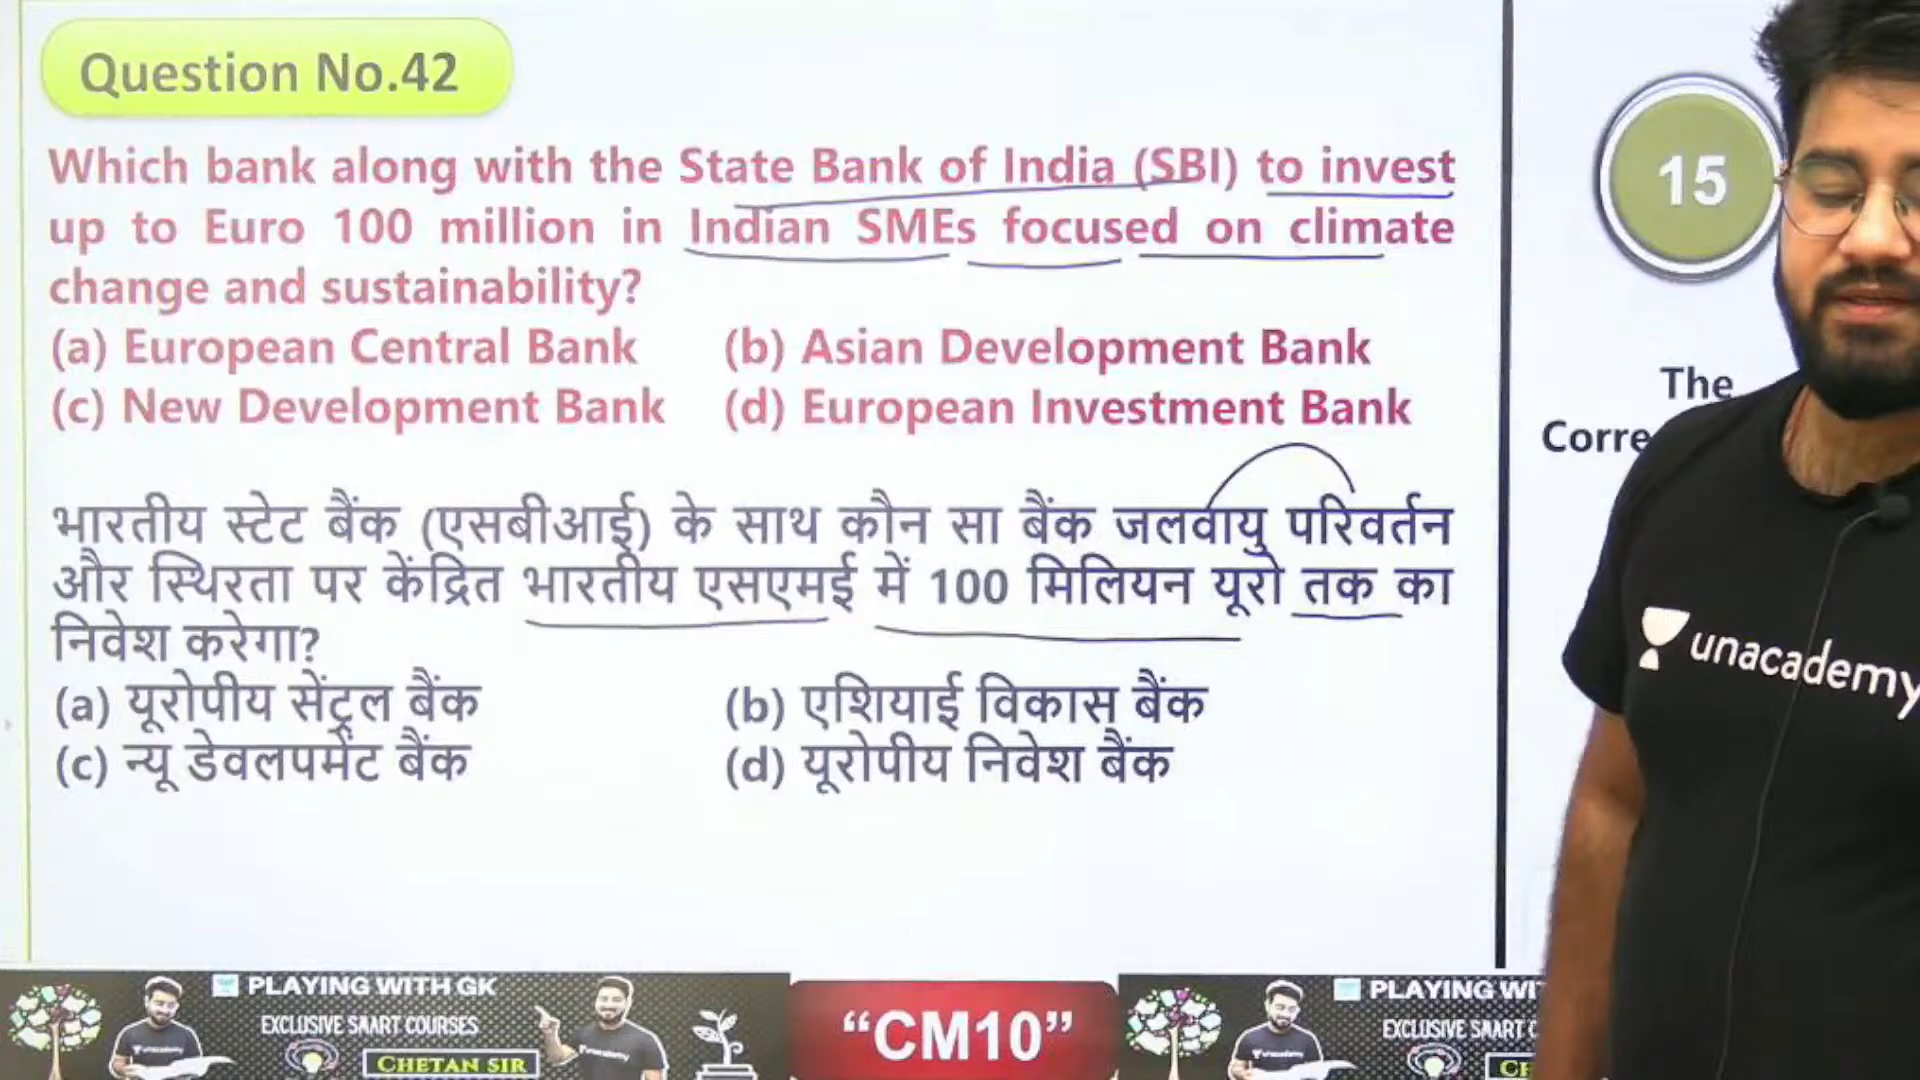 Question No.42
Which bank along with the State Bank of India (SBI) to invest
up to Euro 100 million in Indian SMEs focused on climate
change and sustainability?
(a) European Central Bank (b) Asian Development Bank
(c) New Development Bank (d) European Investment Bank
भारतीय स्टेट बैंक (एसबीआई) के साथ कौन सा बैंक जलवायु परिवर्तन
और स्थिरता पर केंद्रित भारतीय एसएमई में 100 मिलियन यूरो तक का
निवेश करेगा?
(a) यूरोपीय सेंट्रल बैंक (b) एशियाई विकास बैंक
(c) न्यू डेवलपमेंट बैंक (d) यूरोपीय निवेश बैंक
15
The
Corre
unacademy
PLAYING WITH GK
EXCLUSIVE SMART COURSES
CHETAN SIR
unacademy
unacademy
“CM10”
PLAYING WI
EXCLUSIVE SMART C
CH
unacademy